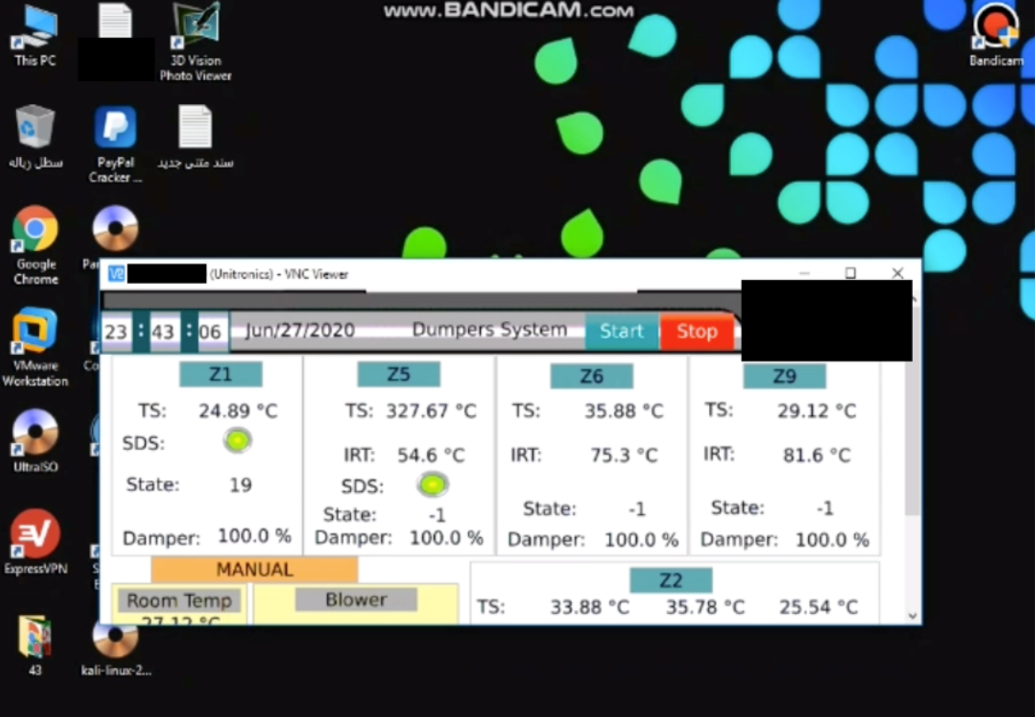 www.BANDICAM.com
This PC
3D Vision
Photo Viewer
Bandicam
سطل زباله
PayPal
Cracker ...
سند متنی جدید
Google
Chrome
VMware
Workstation
UltraISO
ExpressVPN
43
kali-linux-2...
(Unitronics) - VNC Viewer
23 : 43 : 06 Jun/27/2020 Dumpers System Start Stop
Z1 Z5 Z6 Z9
TS: 24.89 °C TS: 327.67 °C TS: 35.88 °C TS: 29.12 °C
SDS: IRT: 54.6 °C IRT: 75.3 °C IRT: 81.6 °C
State: 19 SDS:
State: -1 State: -1 State: -1
Damper: 100.0 % Damper: 100.0 % Damper: 100.0 % Damper: 100.0 %
MANUAL Z2
Room Temp Blower
27.12 °C
TS: 33.88 °C 35.78 °C 25.54 °C